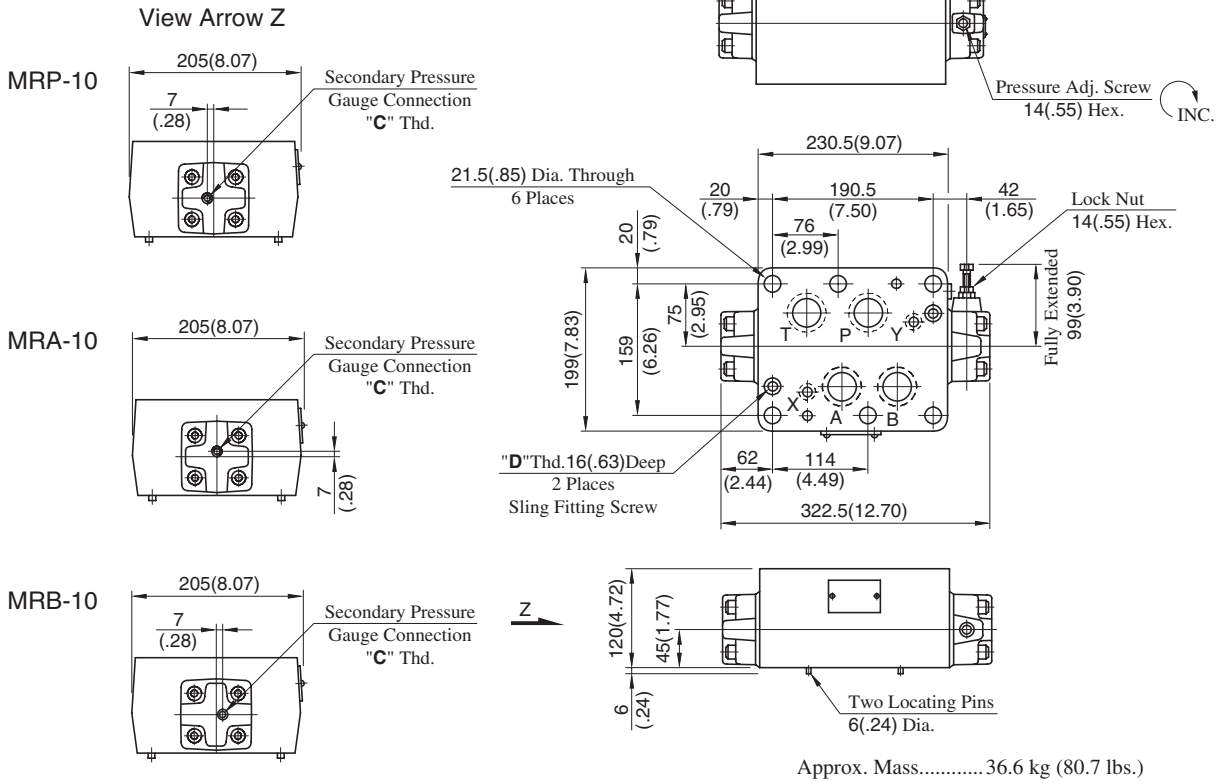 View Arrow Z
MRP-10
205(8.07)
7
(.28)
Secondary Pressure
Gauge Connection
"C" Thd.
Pressure Adj. Screw
14(.55) Hex.
INC.
230.5(9.07)
21.5(.85) Dia. Through
6 Places
20
(.79)
190.5
(7.50)
42
(1.65)
Lock Nut
14(.55) Hex.
76
(2.99)
20
(.79)
75
(2.95)
199(7.83)
159
(6.26)
Fully Extended
99(3.90)
T
P
Y
X
A
B
MRA-10
205(8.07)
Secondary Pressure
Gauge Connection
"C" Thd.
7
(.28)
"D"Thd.16(.63)Deep
2 Places
Sling Fitting Screw
62
(2.44)
114
(4.49)
322.5(12.70)
MRB-10
205(8.07)
7
(.28)
Secondary Pressure
Gauge Connection
"C" Thd.
Z
120(4.72)
45(1.77)
6
(.24)
Two Locating Pins
6(.24) Dia.
Approx. Mass............36.6 kg (80.7 lbs.)